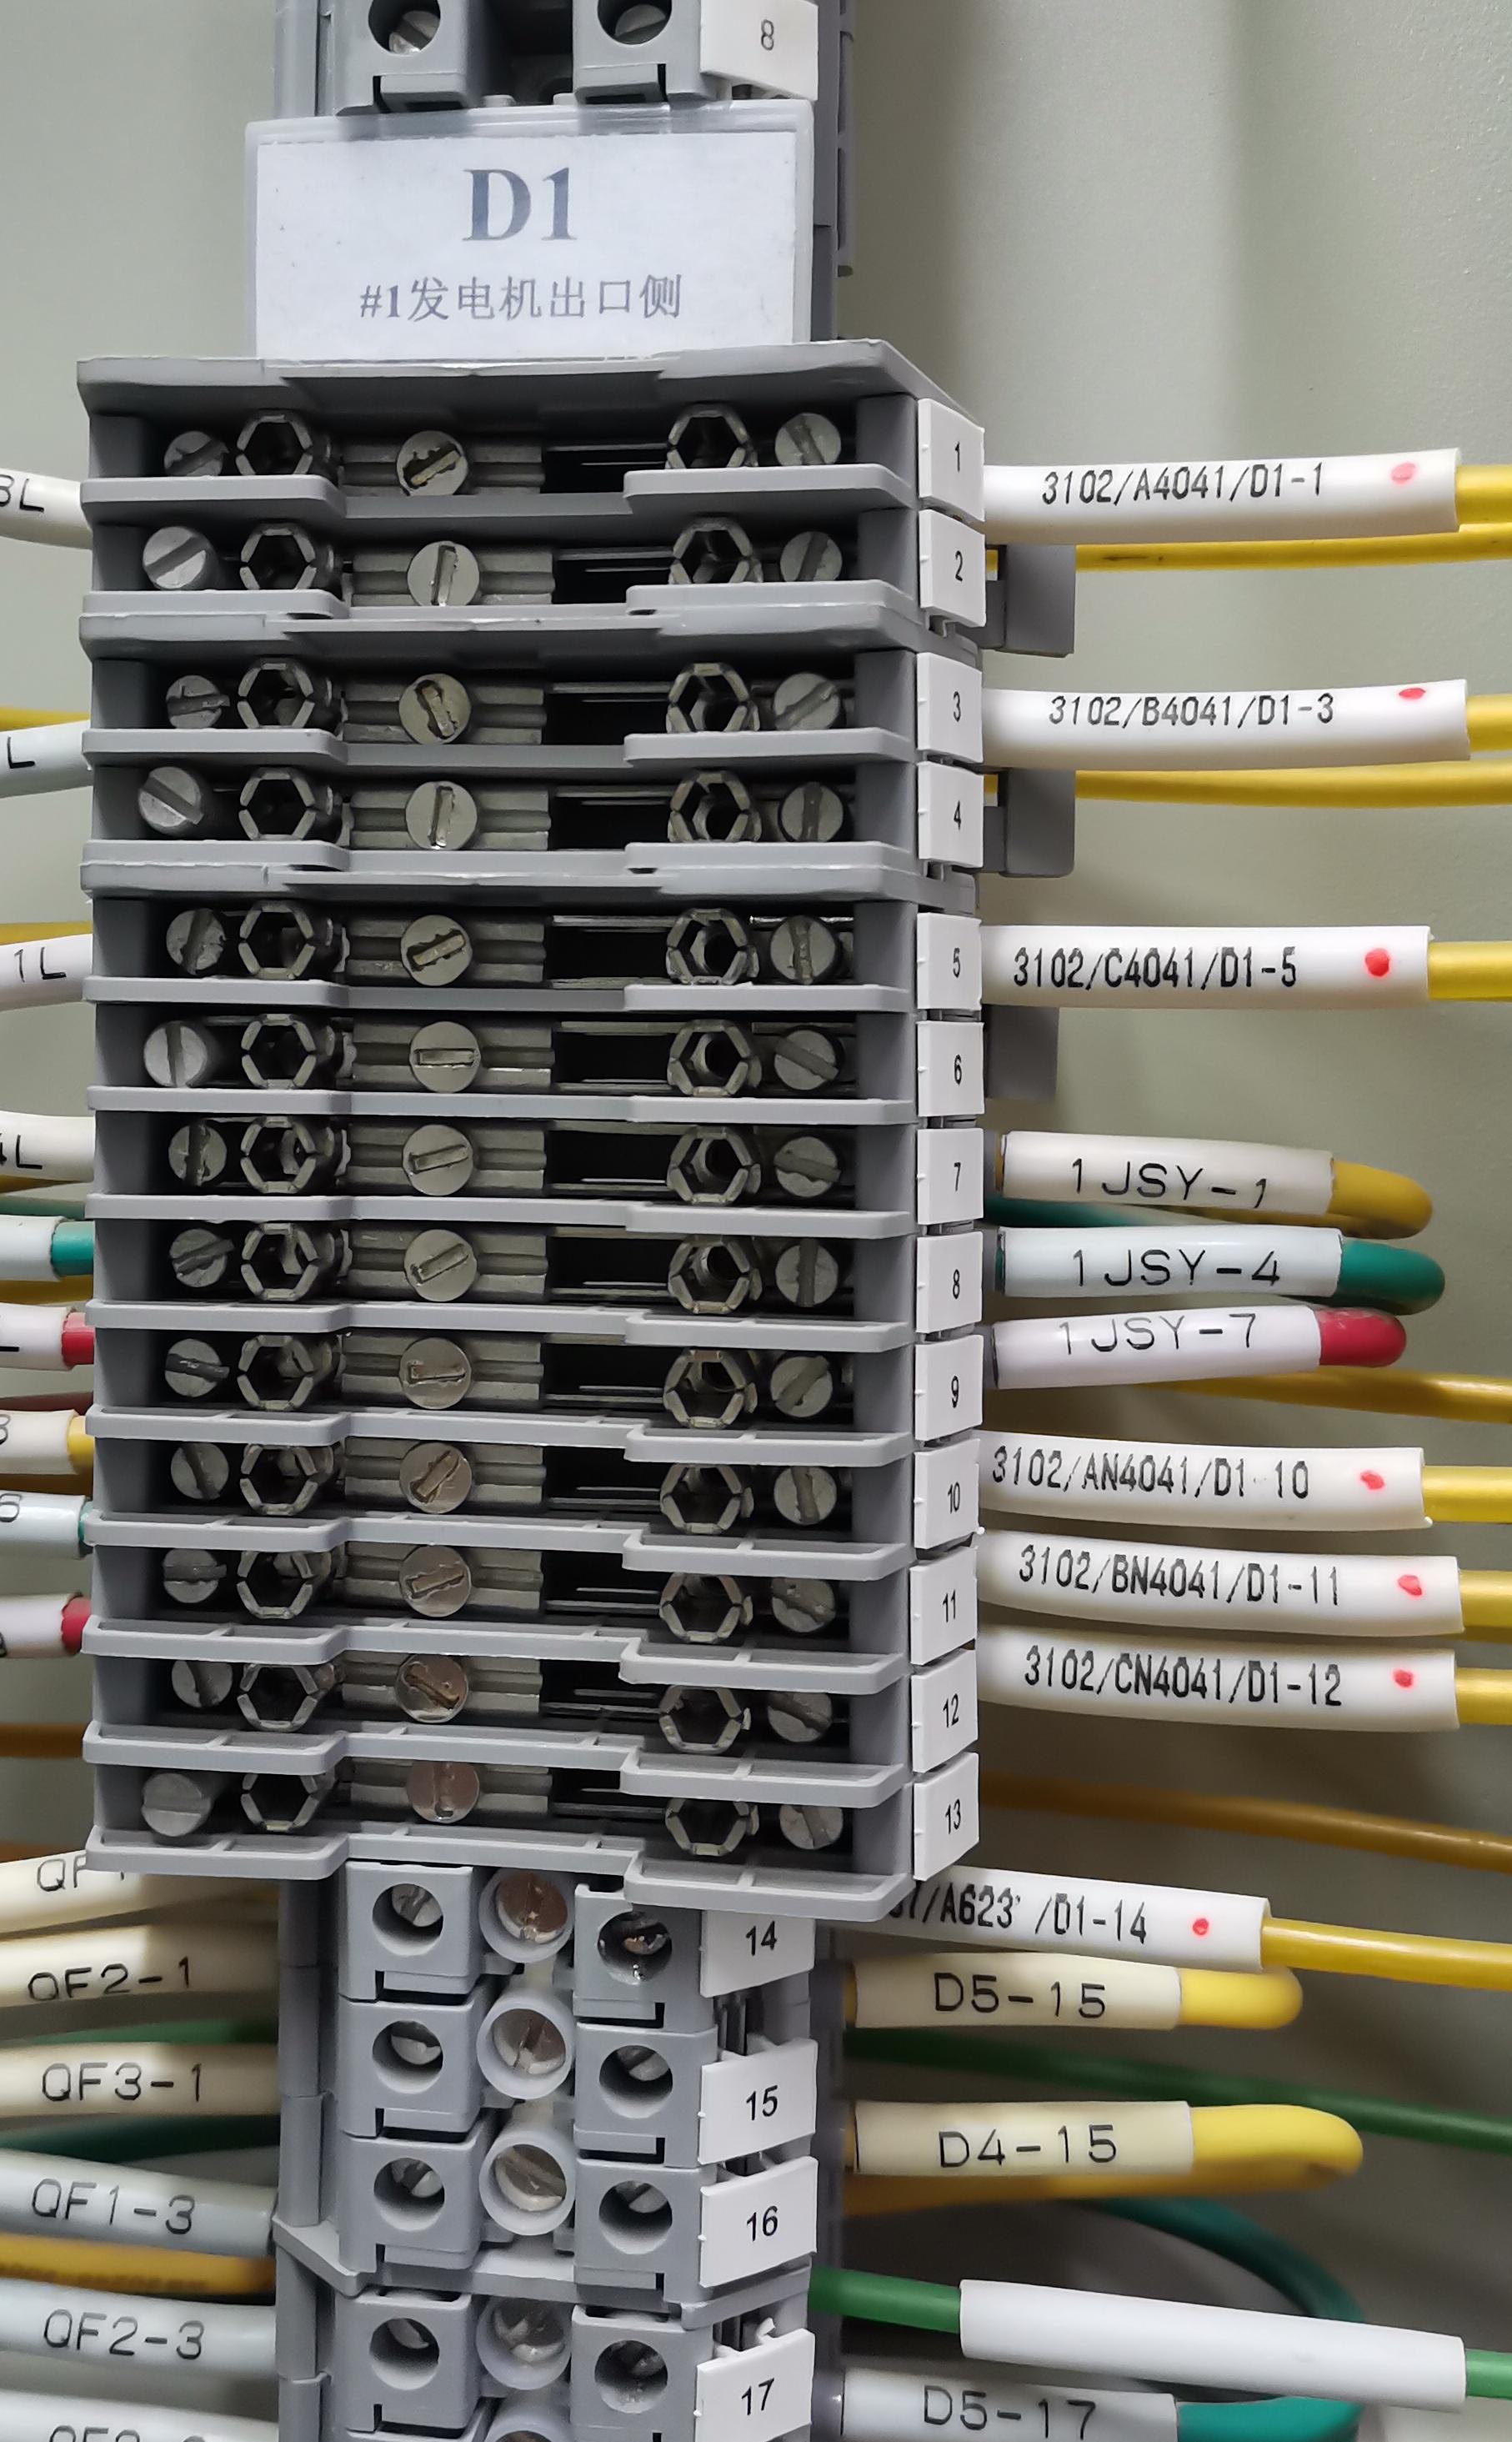 8
D1
#1发电机出口侧
1
3102/A4041/D1-1
2
3
3102/B4041/D1-3
L
4
5
3102/C4041/D1-5
1L
6
7
1JSY-1
8
1JSY-4
9
1JSY-7
10
3102/AN4041/D1-10
11
3102/BN4041/D1-11
12
3102/CN4041/D1-12
13
14
/D1-14
QF2-1
D5-15
QF3-1
15
D4-15
QF1-3
16
QF2-3
17
D5-17